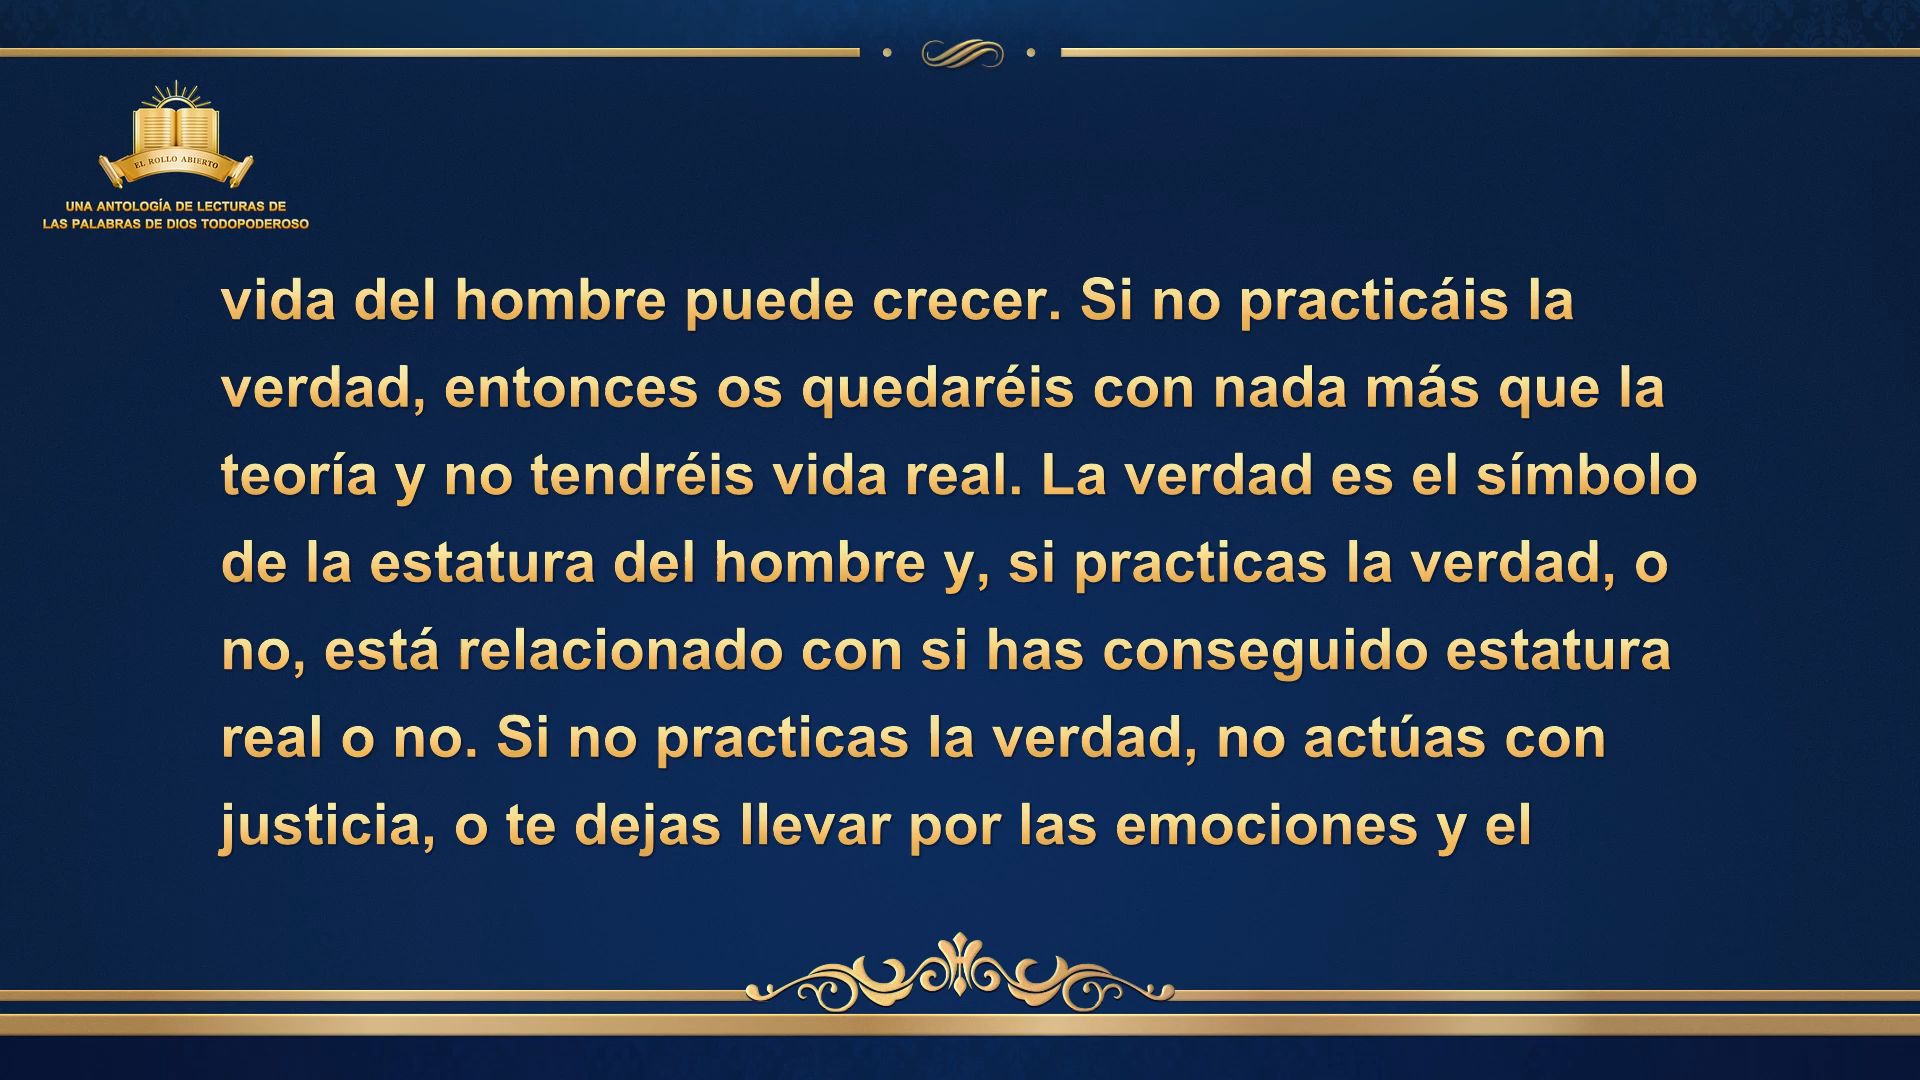 EL ROLLO ABIERTO
UNA ANTOLOGÍA DE LECTURAS DE
LAS PALABRAS DE DIOS TODOPODEROSO
vida del hombre puede crecer. Si no practicáis la
verdad, entonces os quedaréis con nada más que la
teoría y no tendréis vida real. La verdad es el símbolo
de la estatura del hombre y, si practicas la verdad, o
no, está relacionado con si has conseguido estatura
real o no. Si no practicas la verdad, no actúas con
justicia, o te dejas llevar por las emociones y el